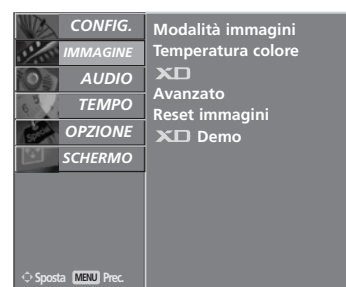 CONFIG.
IMMAGINE
AUDIO
TEMPO
OPZIONE
SCHERMO
Modalità immagini
Temperatura colore
XD
Avanzato
Reset immagini
XD Demo
Sposta MENU Prec.